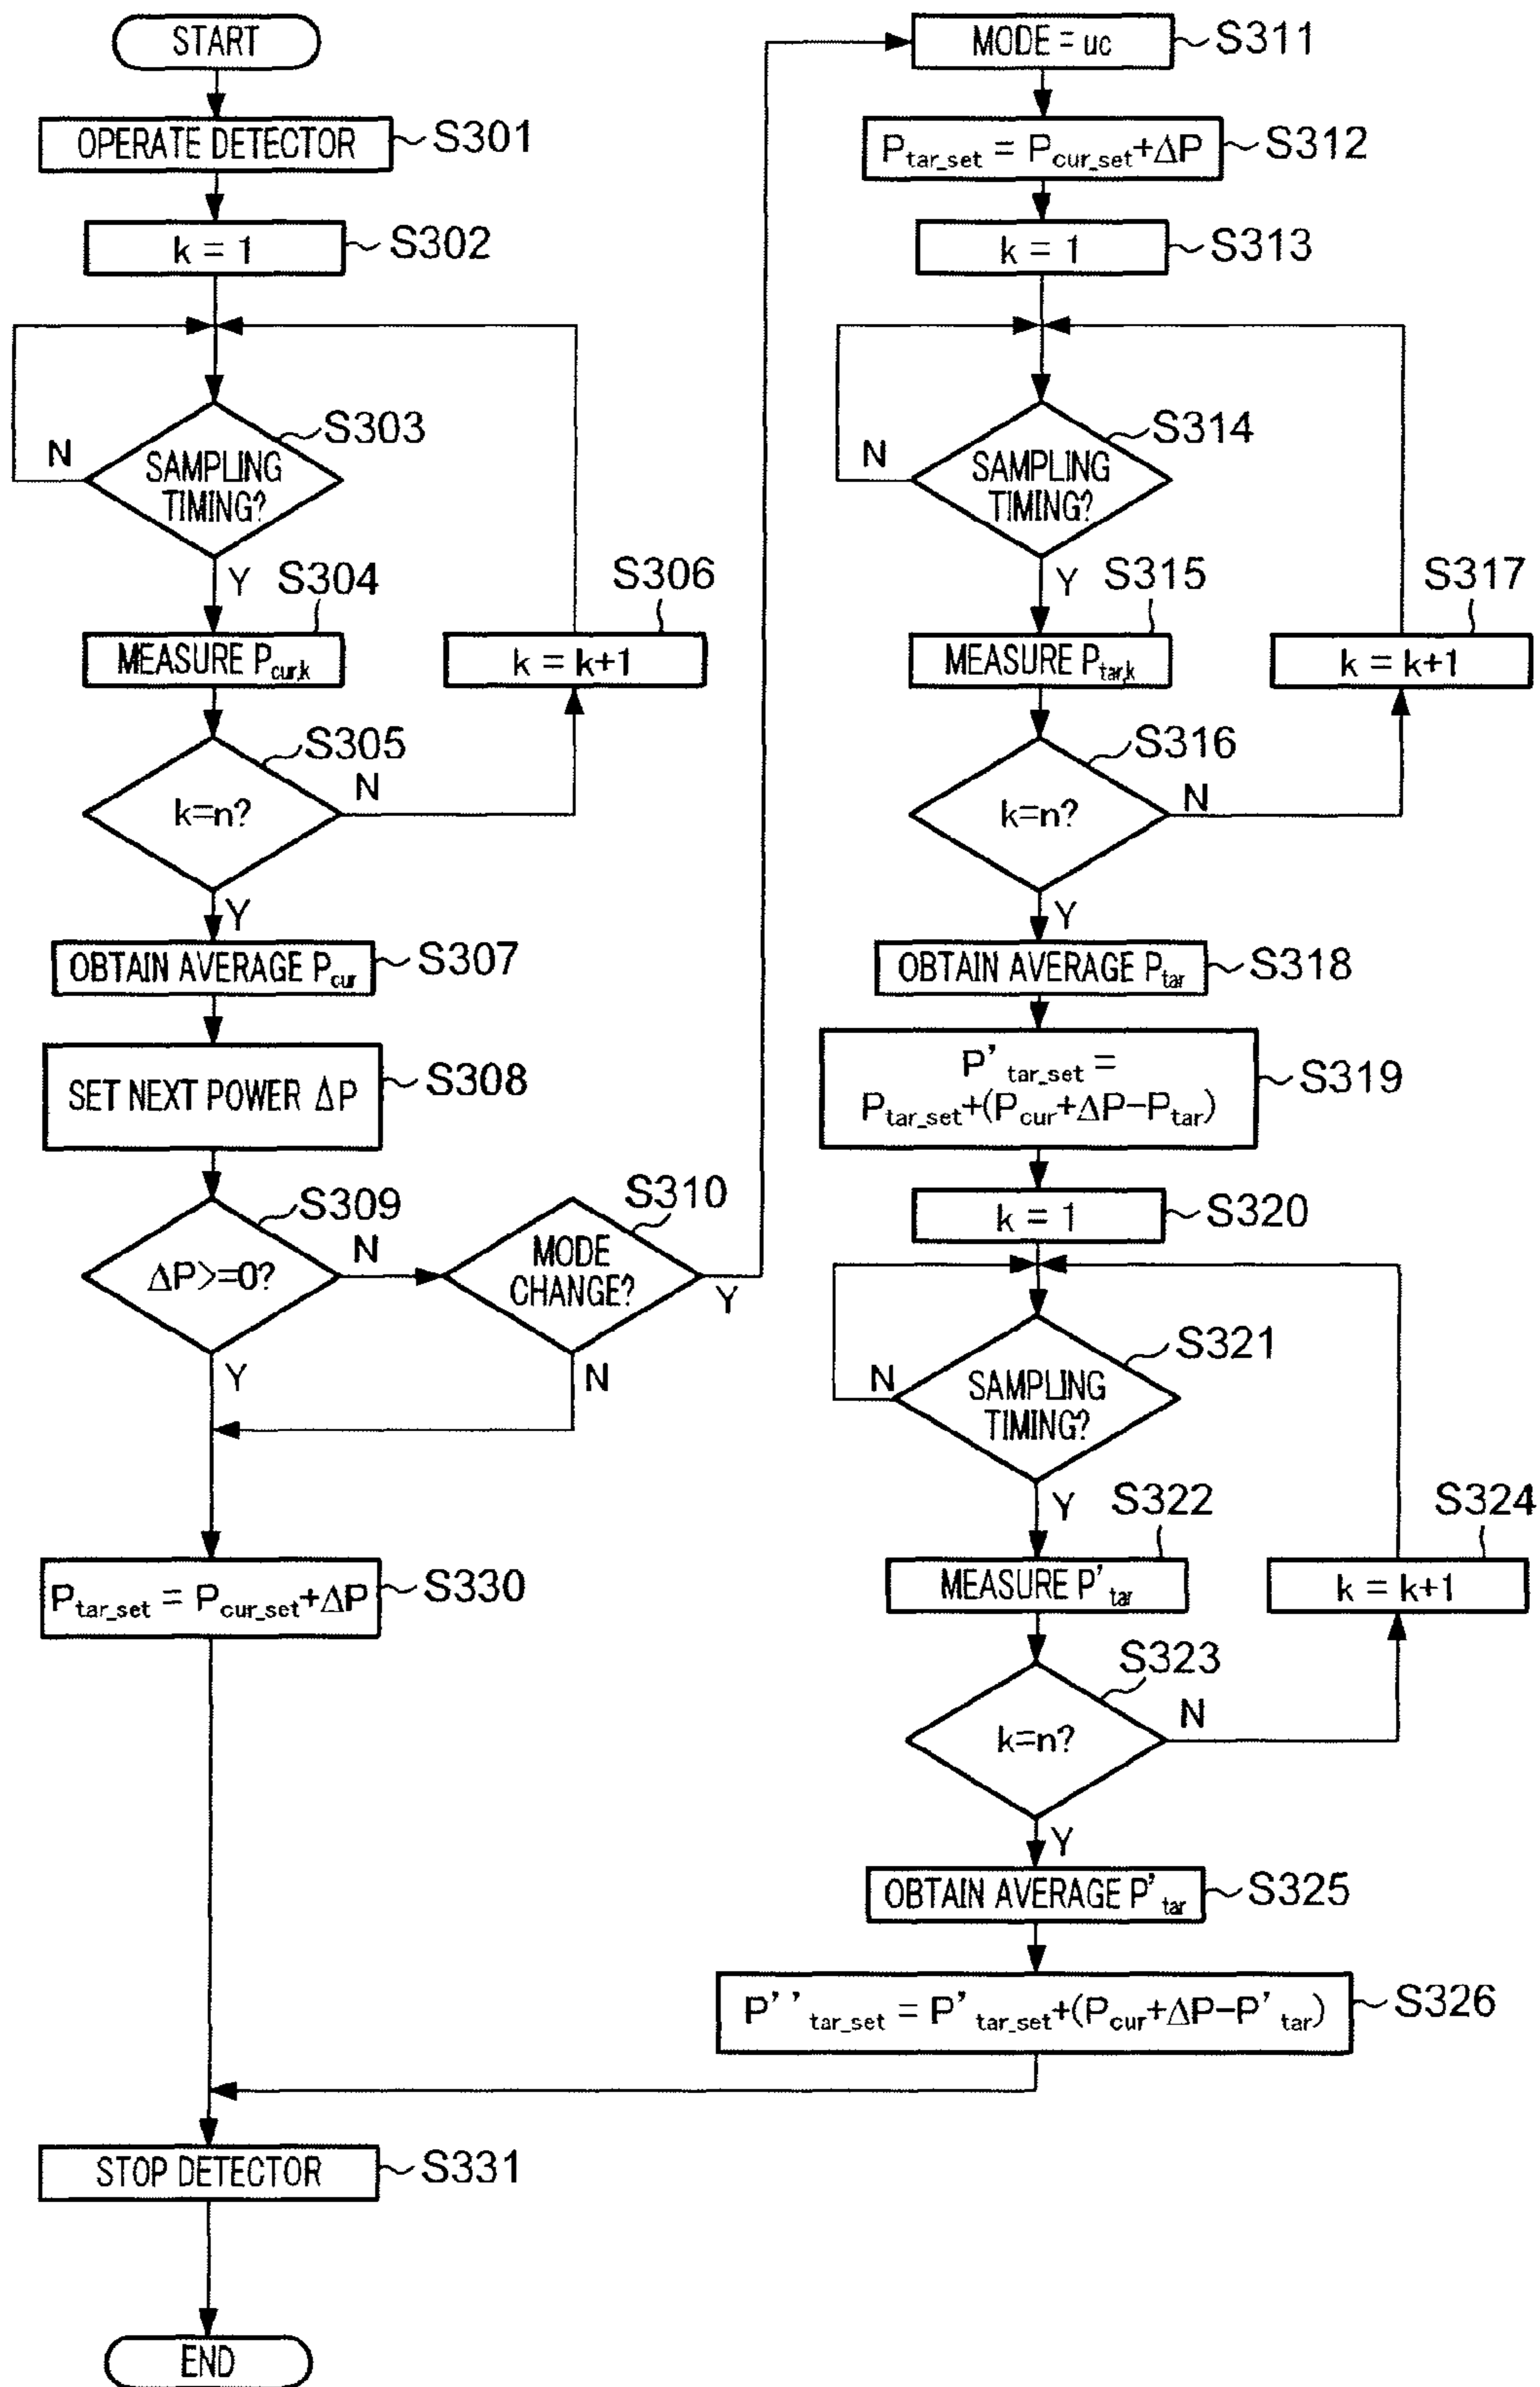 START
OPERATE DETECTOR
S301
k = 1
S302
S303
N
SAMPLING
TIMING?
Y
S304
MEASURE P_cur,k
S306
k = k+1
S305
k=n?
N
Y
OBTAIN AVERAGE P_cur
S307
SET NEXT POWER ΔP
S308
S309
ΔP>=0?
N
Y
S310
MODE
CHANGE?
Y
N
P_tar_set = P_cur_set+ΔP
S330
STOP DETECTOR
S331
END
MODE = uc
S311
P_tar_set = P_cur_set+ΔP
S312
k = 1
S313
S314
N
SAMPLING
TIMING?
Y
S315
MEASURE P_tar,k
S317
k = k+1
S316
k=n?
N
Y
OBTAIN AVERAGE P_tar
S318
P'_tar_set =
P_tar_set+(P_cur+ΔP-P_tar)
S319
k = 1
S320
S321
N
SAMPLING
TIMING?
Y
S322
MEASURE P'_tar
S324
k = k+1
S323
k=n?
N
Y
OBTAIN AVERAGE P'_tar
S325
P''_tar_set = P'_tar_set+(P_cur+ΔP-P'_tar)
S326